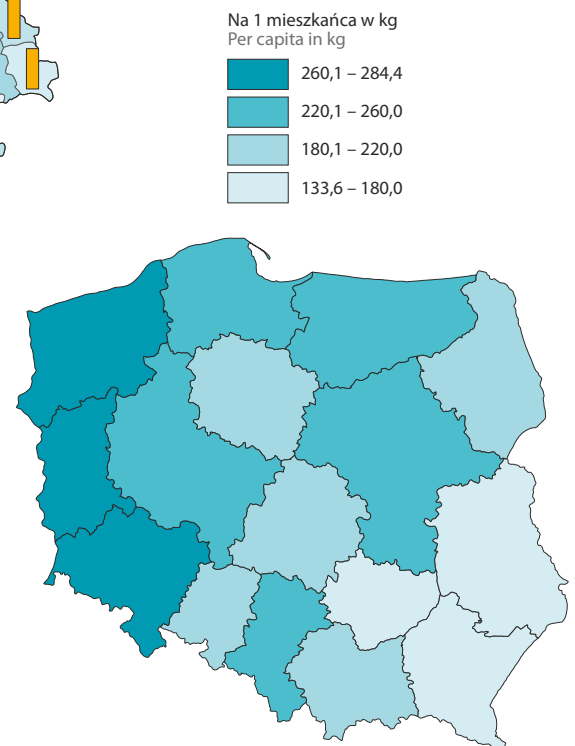 Na 1 mieszkańca w kg
Per capita in kg
260,1 – 284,4
220,1 – 260,0
180,1 – 220,0
133,6 – 180,0